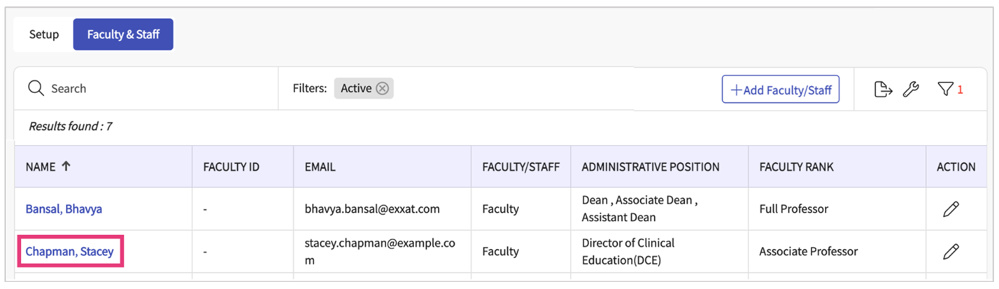 Setup Faculty & Staff
Search Filters: Active +Add Faculty/Staff 1
Results found : 7
NAME FACULTY ID EMAIL FACULTY/STAFF ADMINISTRATIVE POSITION FACULTY RANK ACTION
Bansal, Bhavya - bhavya.bansal@exxat.com Faculty Dean , Associate Dean , Full Professor
Assistant Dean
Chapman, Stacey - stacey.chapman@example.co Faculty Director of Clinical Associate Professor
m Education(DCE)